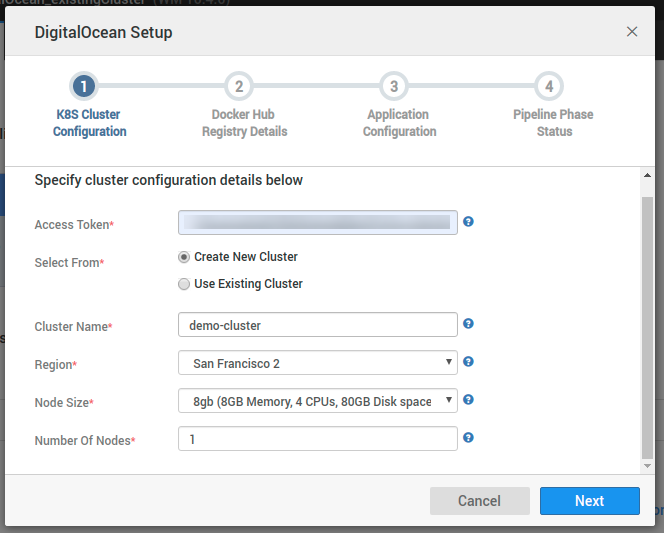 DigitalOcean Setup
1
2
3
4
K8S Cluster
Configuration
Docker Hub
Registry Details
Application
Configuration
Pipeline Phase
Status
Specify cluster configuration details below
Access Token*
Select From*
Create New Cluster
Use Existing Cluster
Cluster Name*
demo-cluster
Region*
San Francisco 2
Node Size*
8gb (8GB Memory, 4 CPUs, 80GB Disk space
Number Of Nodes*
1
Cancel
Next